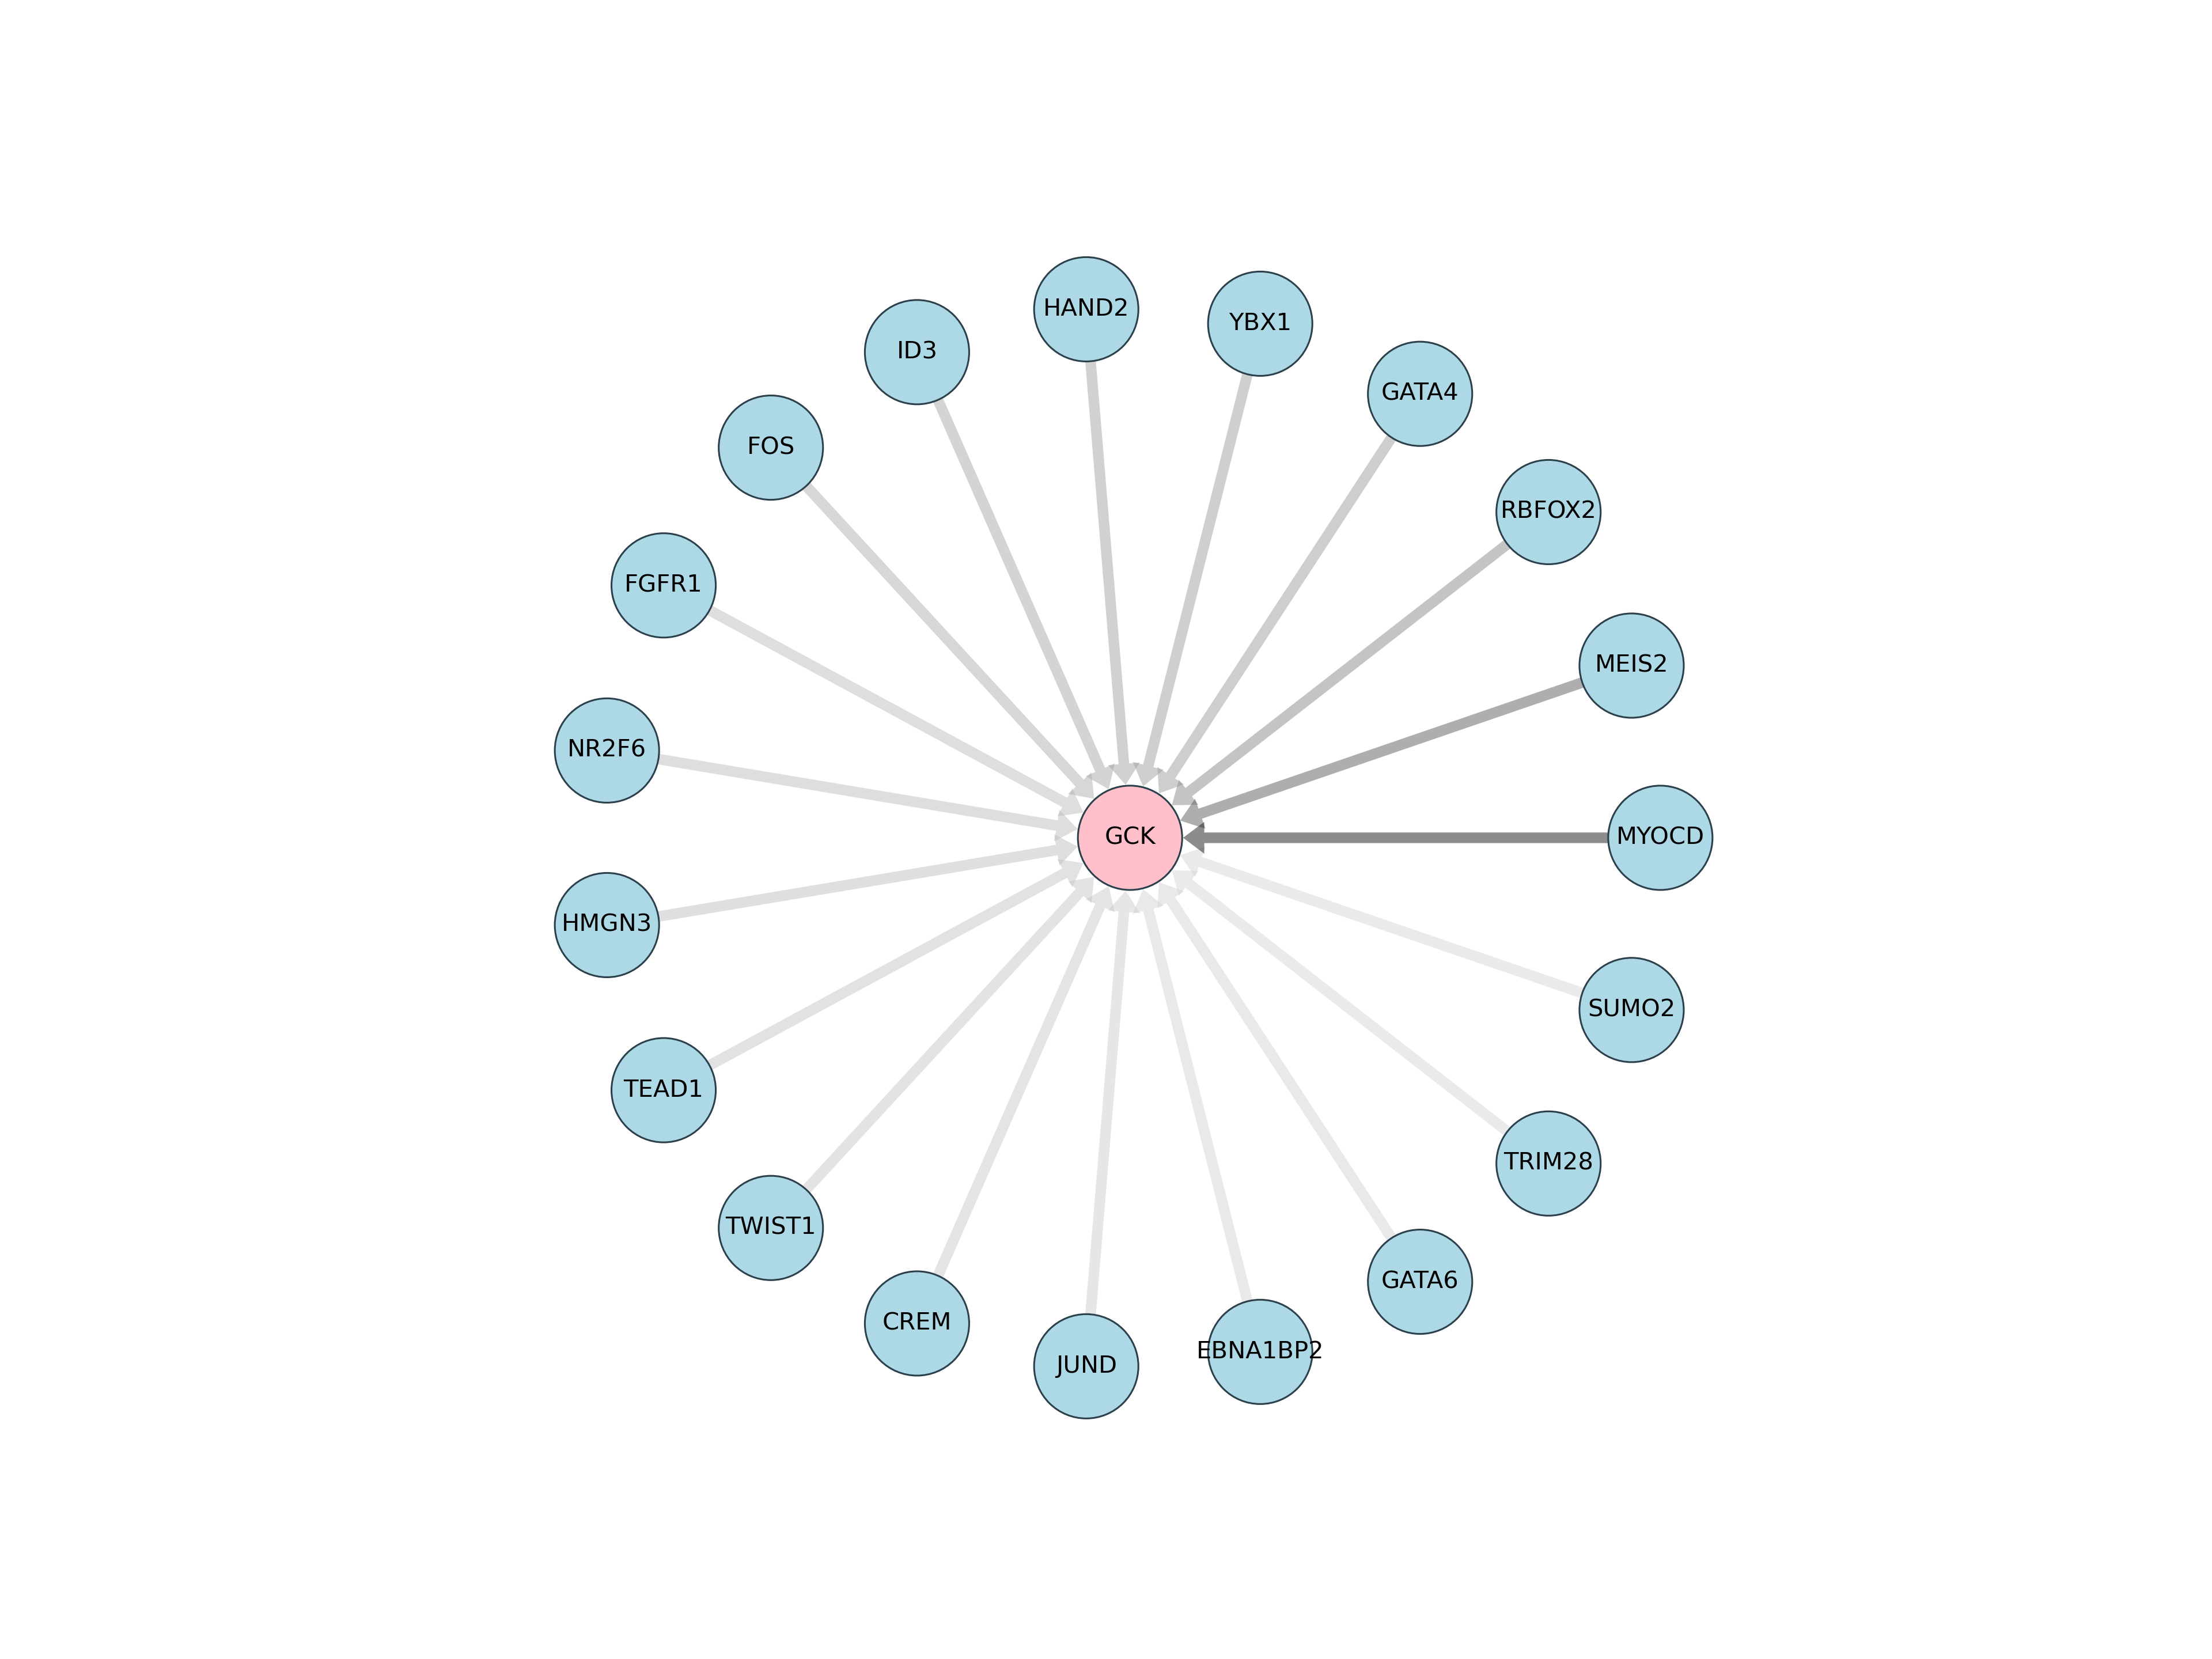 HAND2
YBX1
ID3
GATA4
FOS
RBFOX2
FGFR1
MEIS2
NR2F6
GCK
MYOCD
HMGN3
SUMO2
TEAD1
TRIM28
TWIST1
GATA6
CREM
EBNA1BP2
JUND